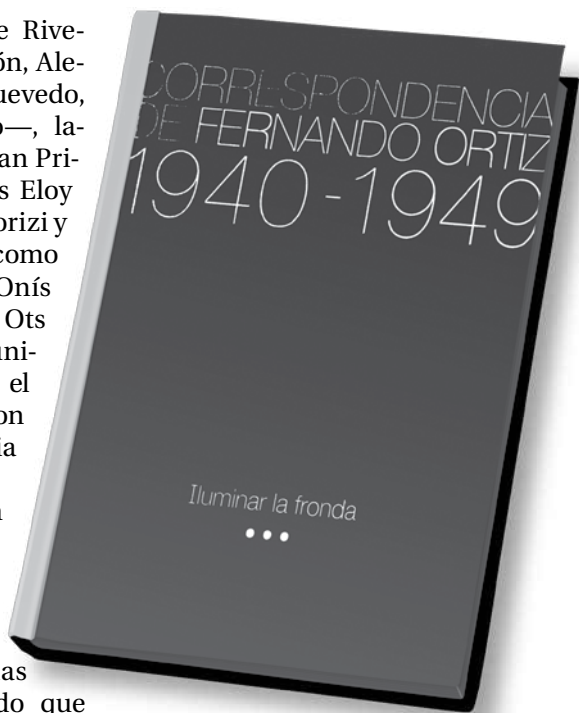 e Rive-
ón, Ale-
uevedo,
o—, la-
an Pri-
s Eloy
orizi y
como
Onís
Ots
uni-
el
on
ia
as
do que
CORRESPONDENCIA
DE FERNANDO ORTIZ
1940-1949
Iluminar la fronda